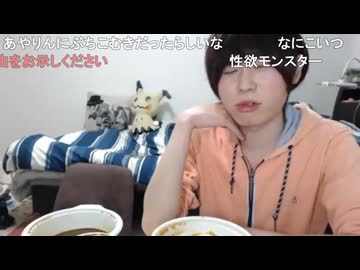 あやりんにぶちこむきだったらしいな
なにこいつ
由をお示しください
性欲モンスター